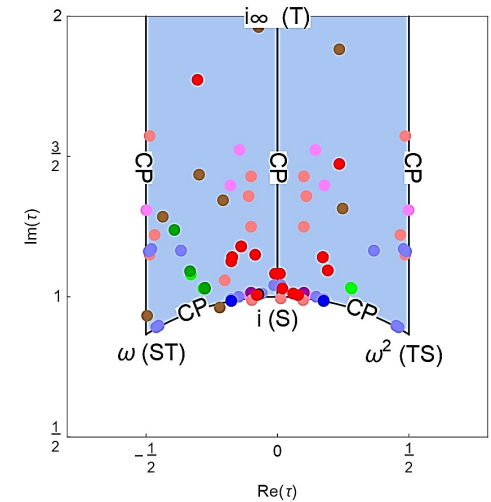 2
i∞ (T)
3
2
CP
CP
CP
Im(τ)
1
CP
CP
i (S)
ω (ST)
ω² (TS)
1
2
- 1
2
0
1
2
Re(τ)